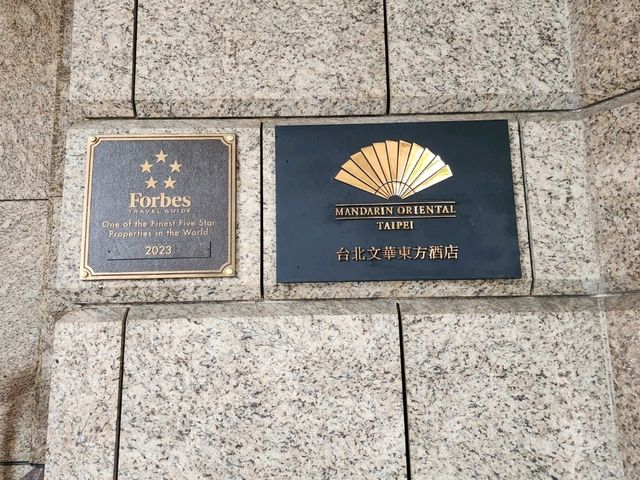 Forbes
TRAVEL GUIDE
One of the Finest Five Star
Properties in the World
2023
MANDARIN ORIENTAL
TAIPEI
台北文華東方酒店